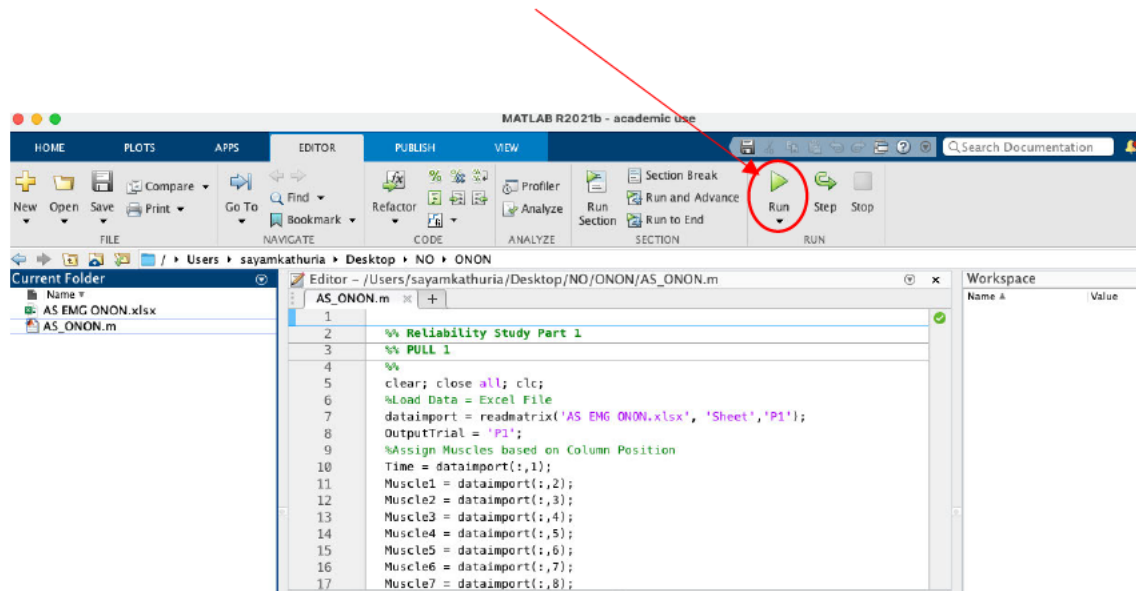 MATLAB R2021b - academic use
HOME PLOTS APPS EDITOR PUBLISH VIEW Search Documentation
New Open Save Compare Print Go To Find Bookmark Refactor Profiler Analyze Run Section Section Break Run and Advance Run to End Run Step Stop
FILE NAVIGATE CODE ANALYZE SECTION RUN
/ Users sayamkathuria Desktop NO ONON
Current Folder
Name
AS EMG ONON.xlsx
AS_ONON.m
Editor – /Users/sayamkathuria/Desktop/NO/ONON/AS_ONON.m
AS_ONON.m
1
2 %% Reliability Study Part 1
3 %% PULL 1
4 %%
5 clear; close all; clc;
6 %Load Data = Excel File
7 dataimport = readmatrix('AS EMG ONON.xlsx', 'Sheet','P1');
8 OutputTrial = 'P1';
9 %Assign Muscles based on Column Position
10 Time = dataimport(:,1);
11 Muscle1 = dataimport(:,2);
12 Muscle2 = dataimport(:,3);
13 Muscle3 = dataimport(:,4);
14 Muscle4 = dataimport(:,5);
15 Muscle5 = dataimport(:,6);
16 Muscle6 = dataimport(:,7);
17 Muscle7 = dataimport(:,8);
Workspace
Name Value